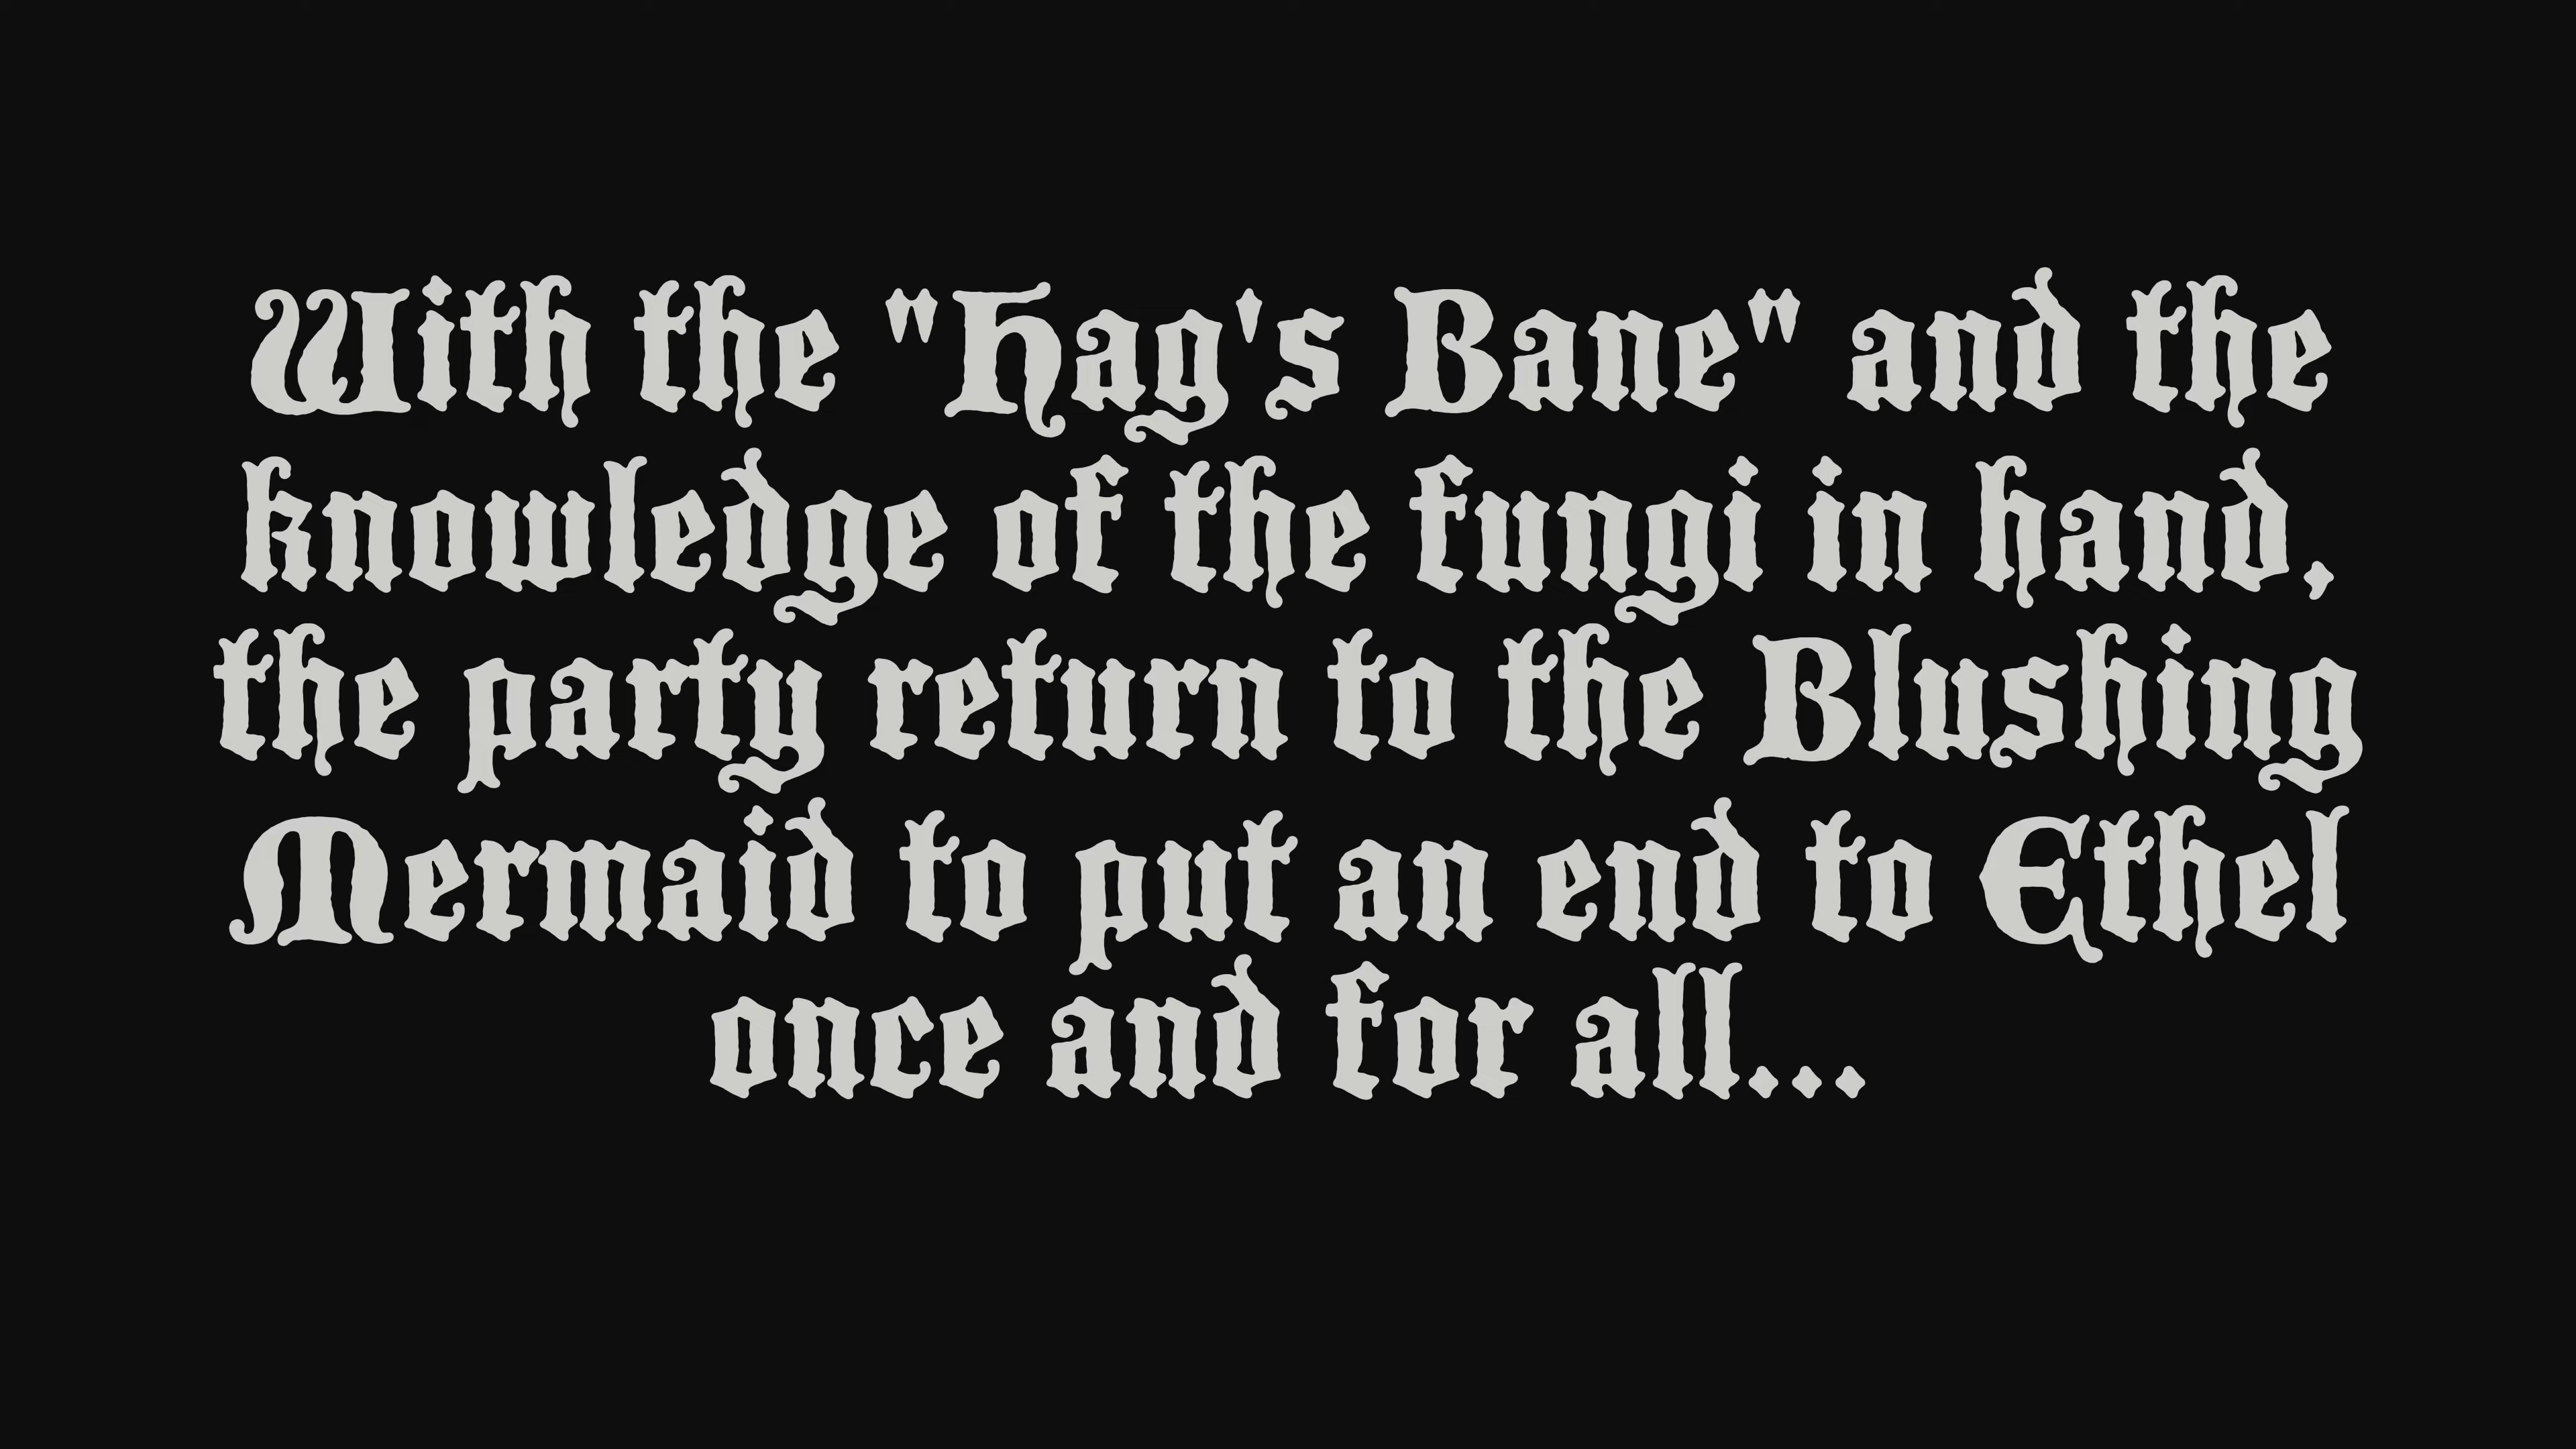 With the "Hag's Bane" and the
knowledge of the fungi in hand,
the party return to the Blushing
Mermaid to put an end to Ethel
once and for all...